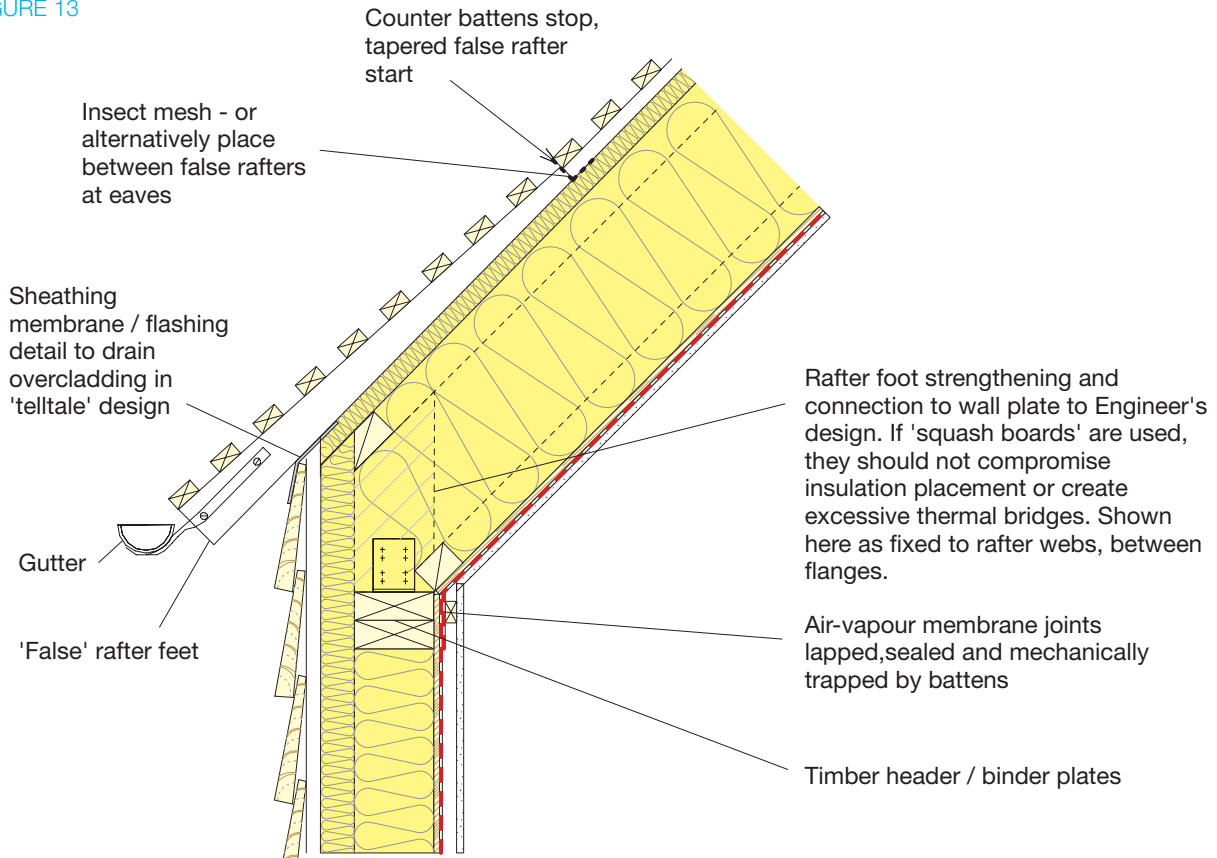 GURE 13
Counter battens stop,
tapered false rafter
start
Insect mesh - or
alternatively place
between false rafters
at eaves
Sheathing
membrane / flashing
detail to drain
overcladding in
'telltale' design
Gutter
'False' rafter feet
Rafter foot strengthening and
connection to wall plate to Engineer's
design. If 'squash boards' are used,
they should not compromise
insulation placement or create
excessive thermal bridges. Shown
here as fixed to rafter webs, between
flanges.
Air-vapour membrane joints
lapped,sealed and mechanically
trapped by battens
Timber header / binder plates